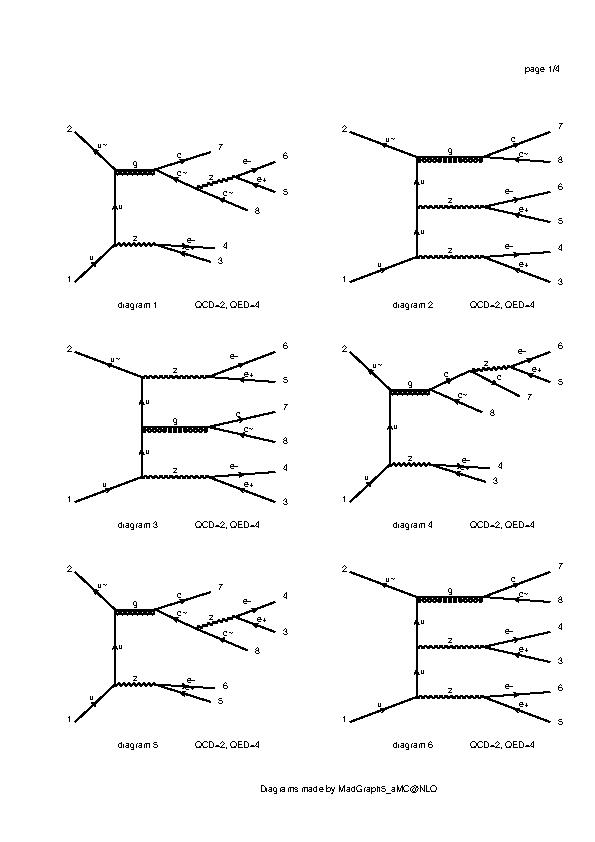 page 1/4
2 u~ g c 7 e- 6
z e+ 5
c~ c~ 8
u
u z e- 4
e+ 3
1
diagram 1 QCD=2, QED=4
2 u~ g c 7
c~ 8
u e- 6
z e+ 5
u
u z e- 4
e+ 3
1
diagram 2 QCD=2, QED=4
2 u~ z e- 6
e+ 5
u c 7
g c~ 8
u
u z e- 4
e+ 3
1
diagram 3 QCD=2, QED=4
2 u~ g c z e- 6
e+ 5
c 7
c~ 8
u
u z e- 4
e+ 3
1
diagram 4 QCD=2, QED=4
2 u~ g c 7 e- 4
z e+ 3
c~ c~ 8
u
u z e- 6
e+ 5
1
diagram 5 QCD=2, QED=4
2 u~ g c 7
c~ 8
u e- 4
z e+ 3
u
u z e- 6
e+ 5
1
diagram 6 QCD=2, QED=4
Diagrams made by MadGraph5_aMC@NLO